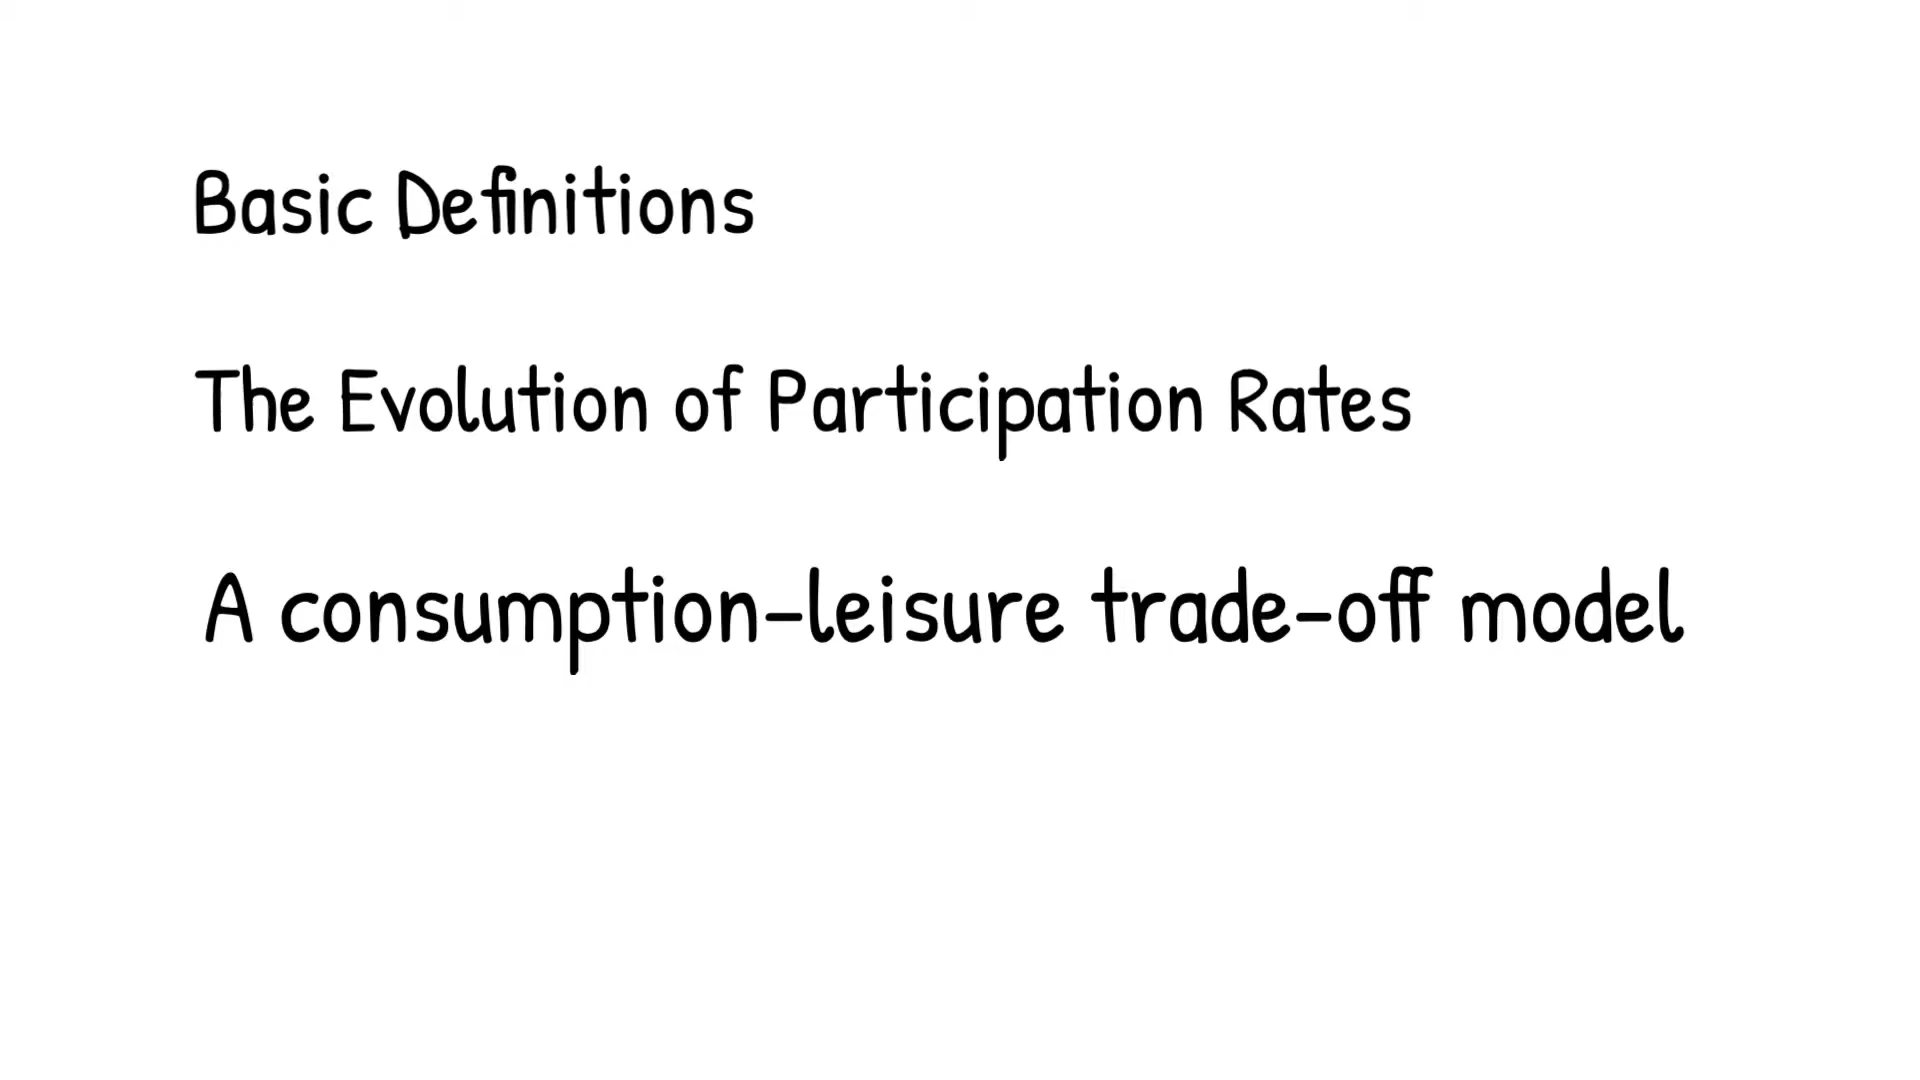 Basic Definitions
The Evolution of Participation Rates
A consumption-leisure trade-off model